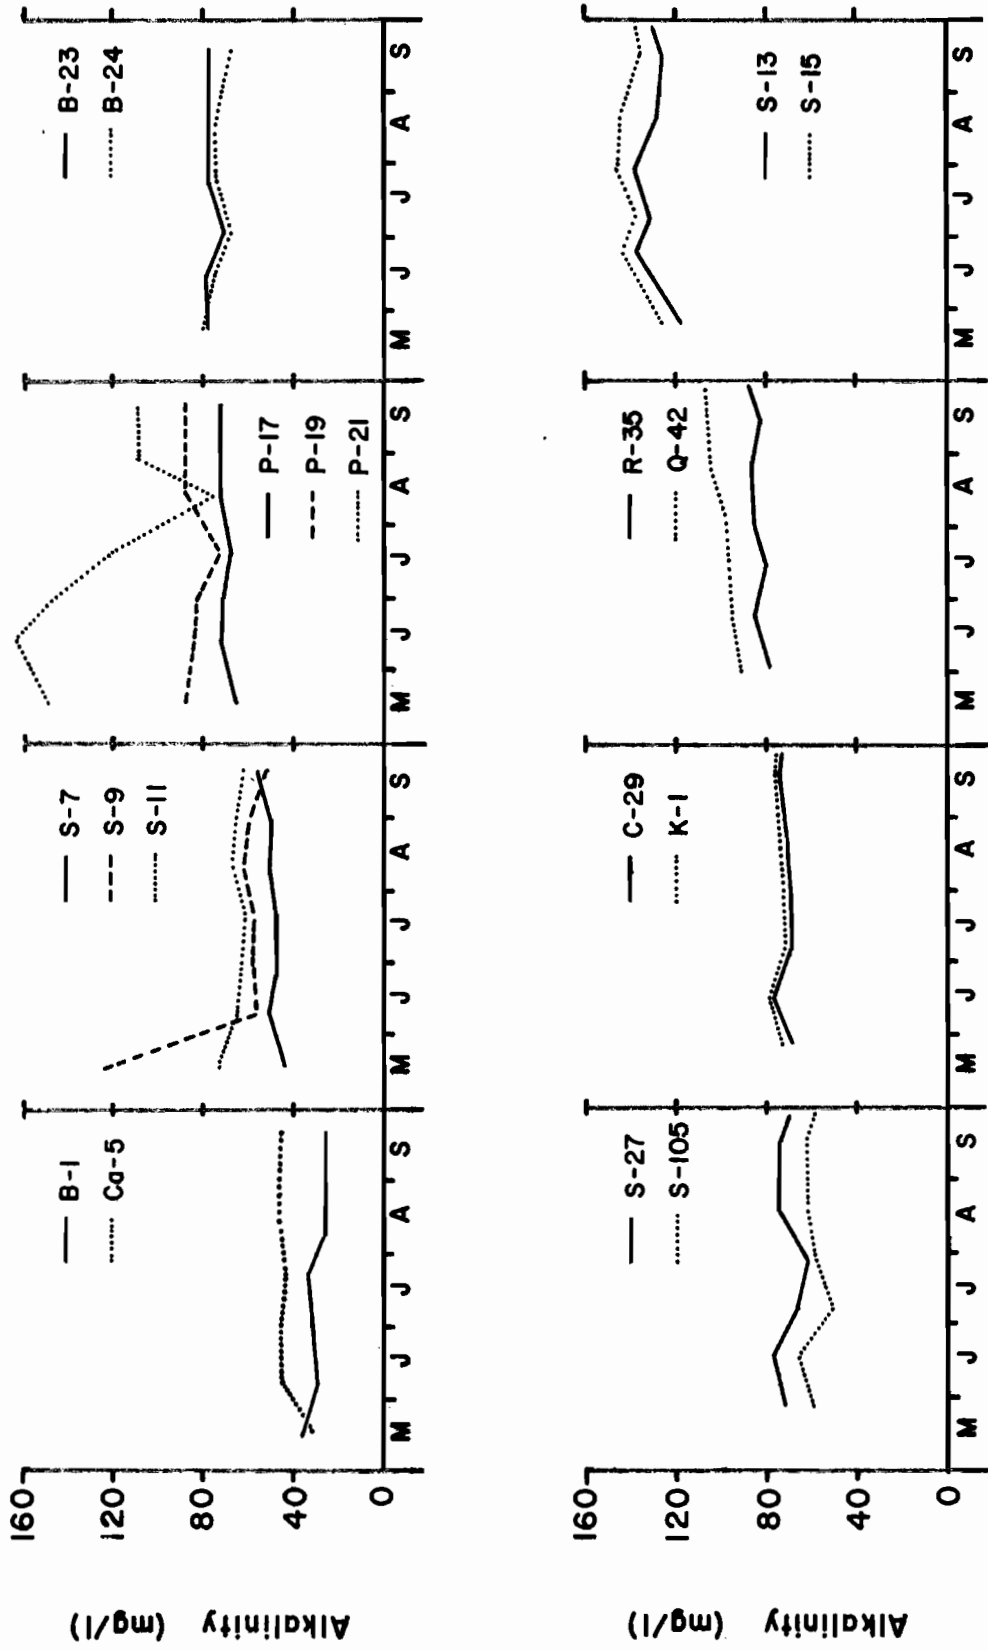 Alkalinity (mg/l)
160
120
80
40
0
B-1
Ca-5
M J J A S
S-7
S-9
S-11
M J J A S
P-17
P-19
P-21
M J J A S
B-23
B-24
M J J A S
Alkalinity (mg/l)
160
120
80
40
0
S-27
S-105
M J J A S
C-29
K-1
M J J A S
R-35
Q-42
M J J A S
S-13
S-15
M J J A S